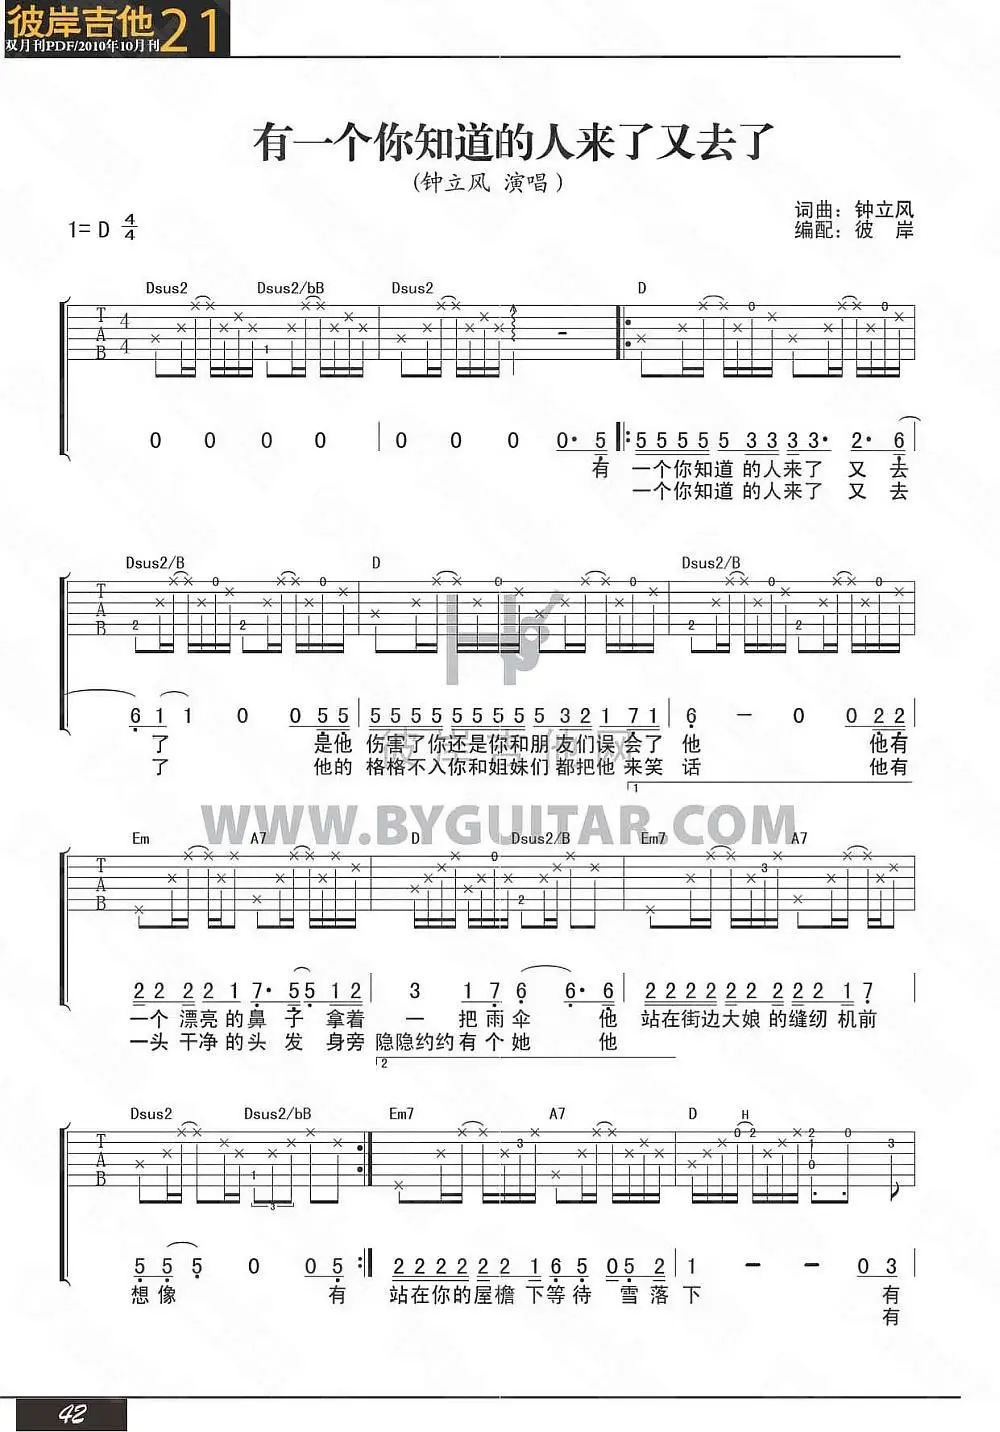 彼岸吉他 21
双月刊PDF/2010年10月刊
有一个你知道的人来了又去了
(钟立风 演唱)
1= D 4/4
词曲：钟立风
编配：彼 岸
Dsus2 Dsus2/bB Dsus2 D
T A B 4 4
0 0 0 0 0 0 0 0· 5 5 5 5 5 5 3 3 3 3 3· 2· 6
有 一个你知道 的人来了 又 去
一个你知道 的人来了 又 去
Dsus2/B D Dsus2/B
T A B
6 1 1 0 0 5 5 5 5 5 5 5 5 5 5 5 3 2 1 7 1 6 — 0 0 2 2
了 是他 伤害了你还是你和朋友们误 会了 他 他有
了 他的 格格不入你和姐妹们 都把他 来笑 话 他有
1
彼岸吉他网
WWW.BYGUITAR.COM
Em A7 D Dsus2/B Em7 A7
T A B
2 2 2 2 1 7· 5 5 1 2 3 1 7 6 6· 6 2 2 2 2 2 2 2 2 1 7
一个 漂亮 的 鼻 子 拿着 一 把 雨 伞 他 站在街边大娘 的缝纫 机前
一头 干净 的 头 发 身旁 隐隐约约 有 个 她 他
2
Dsus2 Dsus2/bB Em7 A7 D H
T A B
5 5 5 0 0 5 2 2 2 2 2 2 1 6 5 0 5 2 1 — — 0 3
想 像 有 站在你的屋檐 下等待 雪落 下 有
有
42